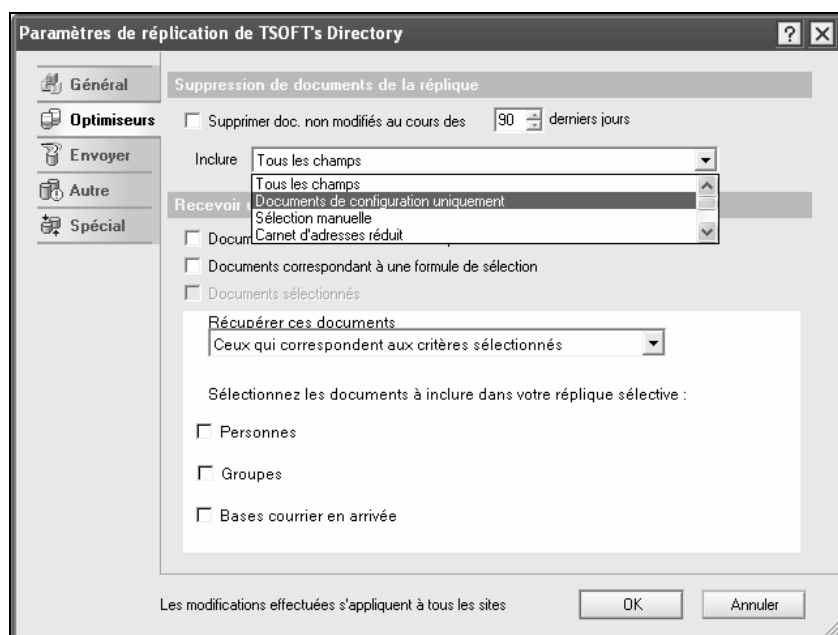 Paramètres de réplication de TSOFT's Directory
Général
Optimiseurs
Envoyer
Autre
Spécial
Suppression de documents de la réplique
Supprimer doc. non modifiés au cours des 90 derniers jours
Inclure Tous les champs
Tous les champs
Documents de configuration uniquement
Sélection manuelle
Carnet d'adresses réduit
Recevoir
Documents correspondant à une formule de sélection
Documents sélectionnés
Récupérer ces documents
Ceux qui correspondent aux critères sélectionnés
Sélectionnez les documents à inclure dans votre réplique sélective :
Personnes
Groupes
Bases courrier en arrivée
Les modifications effectuées s'appliquent à tous les sites
OK
Annuler